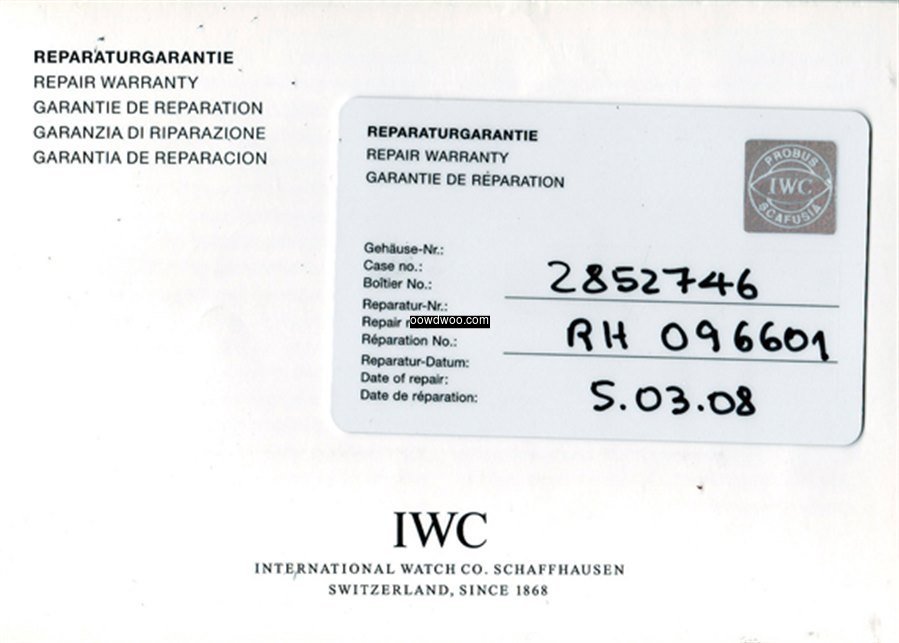 REPARATURGARANTIE
REPAIR WARRANTY
GARANTIE DE REPARATION
GARANZIA DI RIPARAZIONE
GARANTIA DE REPARACION
REPARATURGARANTIE
REPAIR WARRANTY
GARANTIE DE RÉPARATION
PROBUS
IWC
SCAFUSIA
Gehäuse-Nr.:
Case no.:
Boîtier No.: 2852746
Reparatur-Nr.:
Repair
oowdwoo.com
Réparation No.: RH 096601
Reparatur-Datum:
Date of repair:
Date de réparation: 5.03.08
IWC
INTERNATIONAL WATCH CO. SCHAFFHAUSEN
SWITZERLAND, SINCE 1868